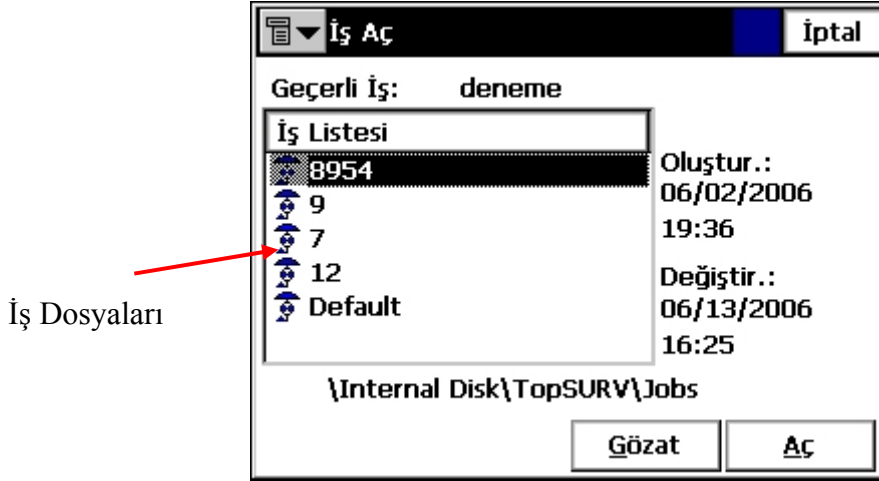 İş Aç
İptal
Geçerli İş: deneme
İş Listesi
8954
9
7
12
Default
Oluştur.:
06/02/2006
19:36
Değiştir.:
06/13/2006
16:25
İş Dosyaları
\Internal Disk\TopSURV\Jobs
Gözat
Aç